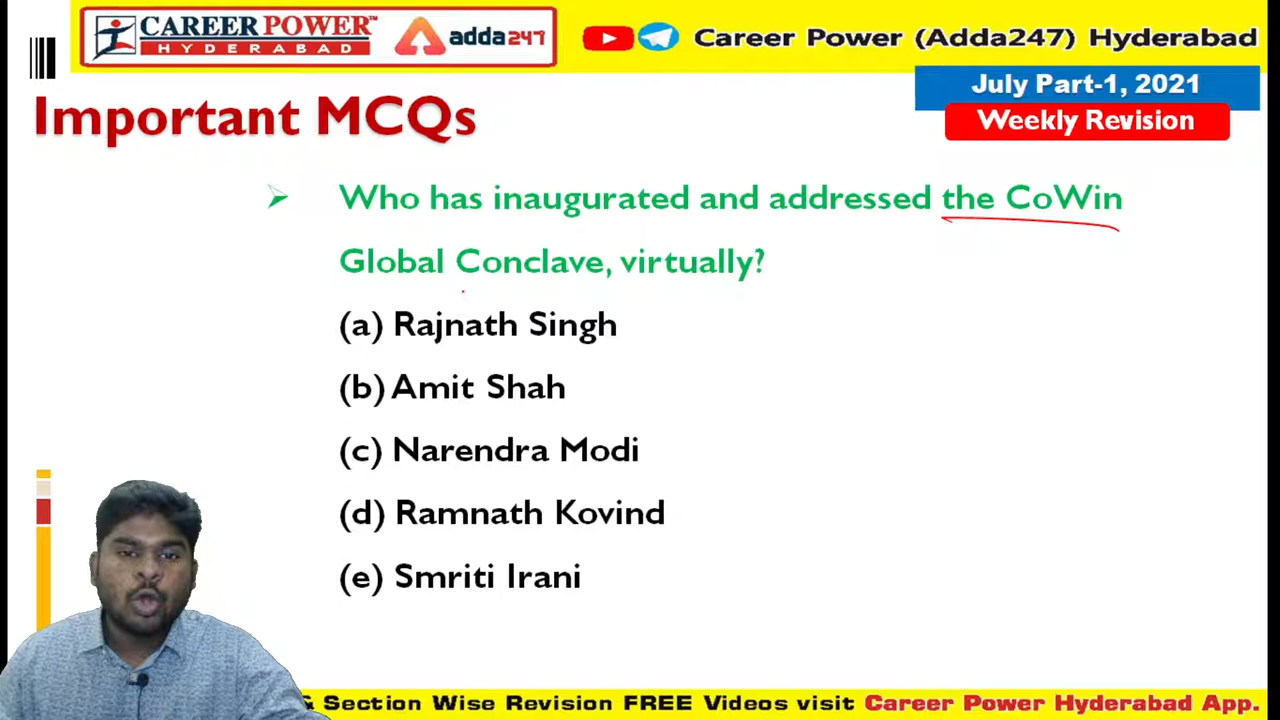 CAREER POWER™
HYDERABAD
adda247
Career Power (Adda247) Hyderabad
July Part-1, 2021
Weekly Revision
Important MCQs
Who has inaugurated and addressed the CoWin
Global Conclave, virtually?
(a) Rajnath Singh
(b) Amit Shah
(c) Narendra Modi
(d) Ramnath Kovind
(e) Smriti Irani
& Section Wise Revision FREE Videos visit Career Power Hyderabad App.